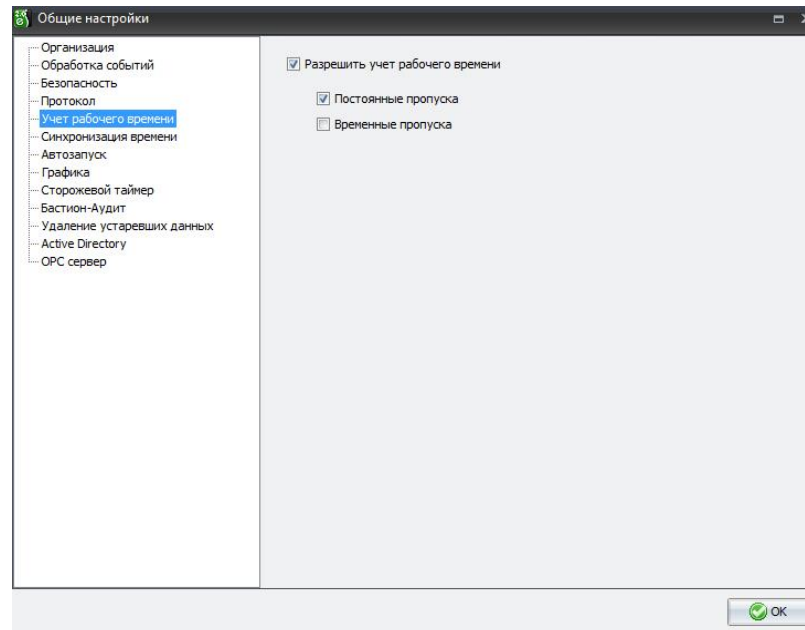 Общие настройки
Организация
Обработка событий
Безопасность
Протокол
Учет рабочего времени
Синхронизация времени
Автозапуск
Графика
Сторожевой таймер
Бастион-Аудит
Удаление устаревших данных
Active Directory
OPC сервер
Разрешить учет рабочего времени
Постоянные пропуска
Временные пропуска
OK